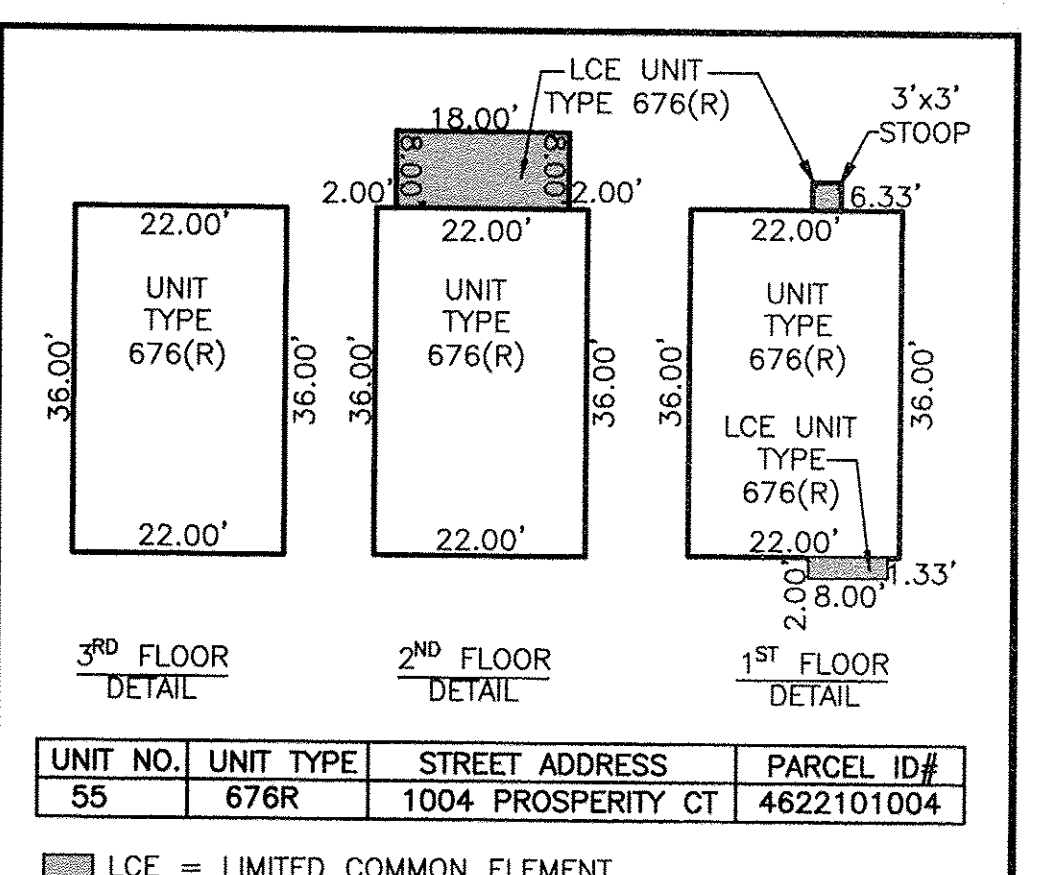 LCE UNIT
TYPE 676(R)
3'x3'
STOOP
18.00'
8.00'
8.00'
2.00'
2.00'
6.33'
22.00'
22.00'
22.00'
UNIT
TYPE
676(R)
36.00'
36.00'
22.00'
UNIT
TYPE
676(R)
36.00'
36.00'
22.00'
UNIT
TYPE
676(R)
36.00'
36.00'
LCE UNIT
TYPE
676(R)
22.00'
2.00'
8.00'
1.33'
3RD FLOOR
DETAIL
2ND FLOOR
DETAIL
1ST FLOOR
DETAIL
UNIT NO. UNIT TYPE STREET ADDRESS PARCEL ID#
55 676R 1004 PROSPERITY CT 4622101004
LCE = LIMITED COMMON ELEMENT